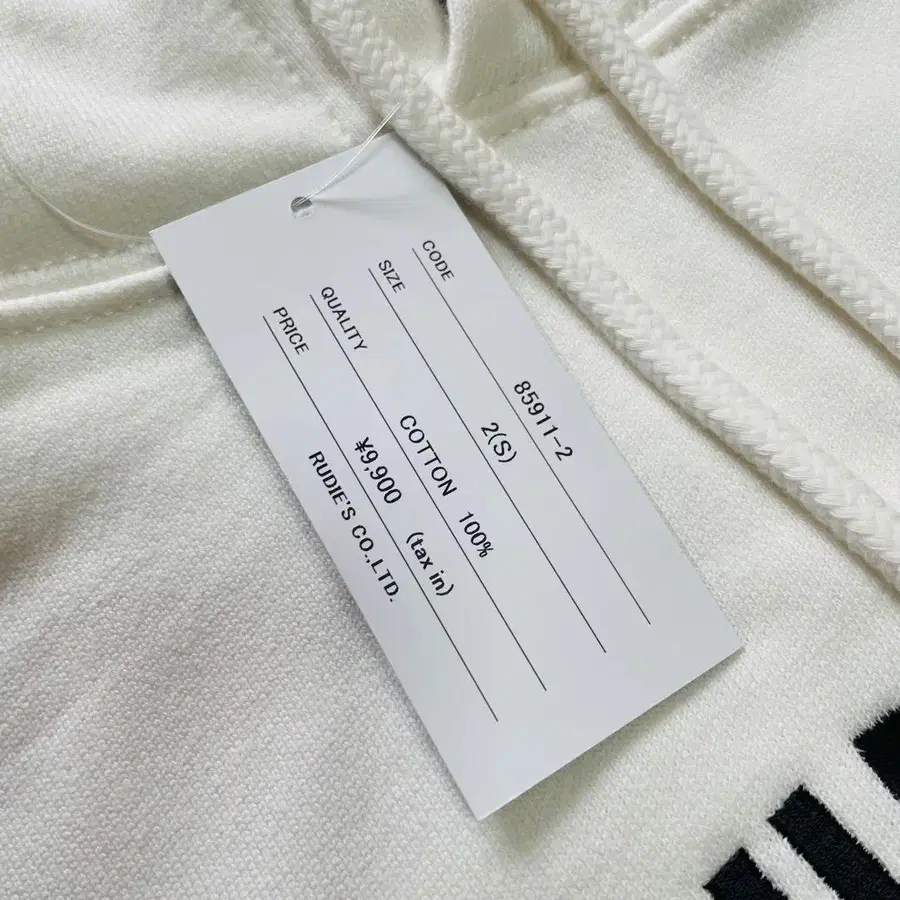 CODE 85911-2
SIZE 2(S)
QUALITY COTTON 100%
PRICE ¥9,900 (tax in)
RUDIE'S CO.,LTD.